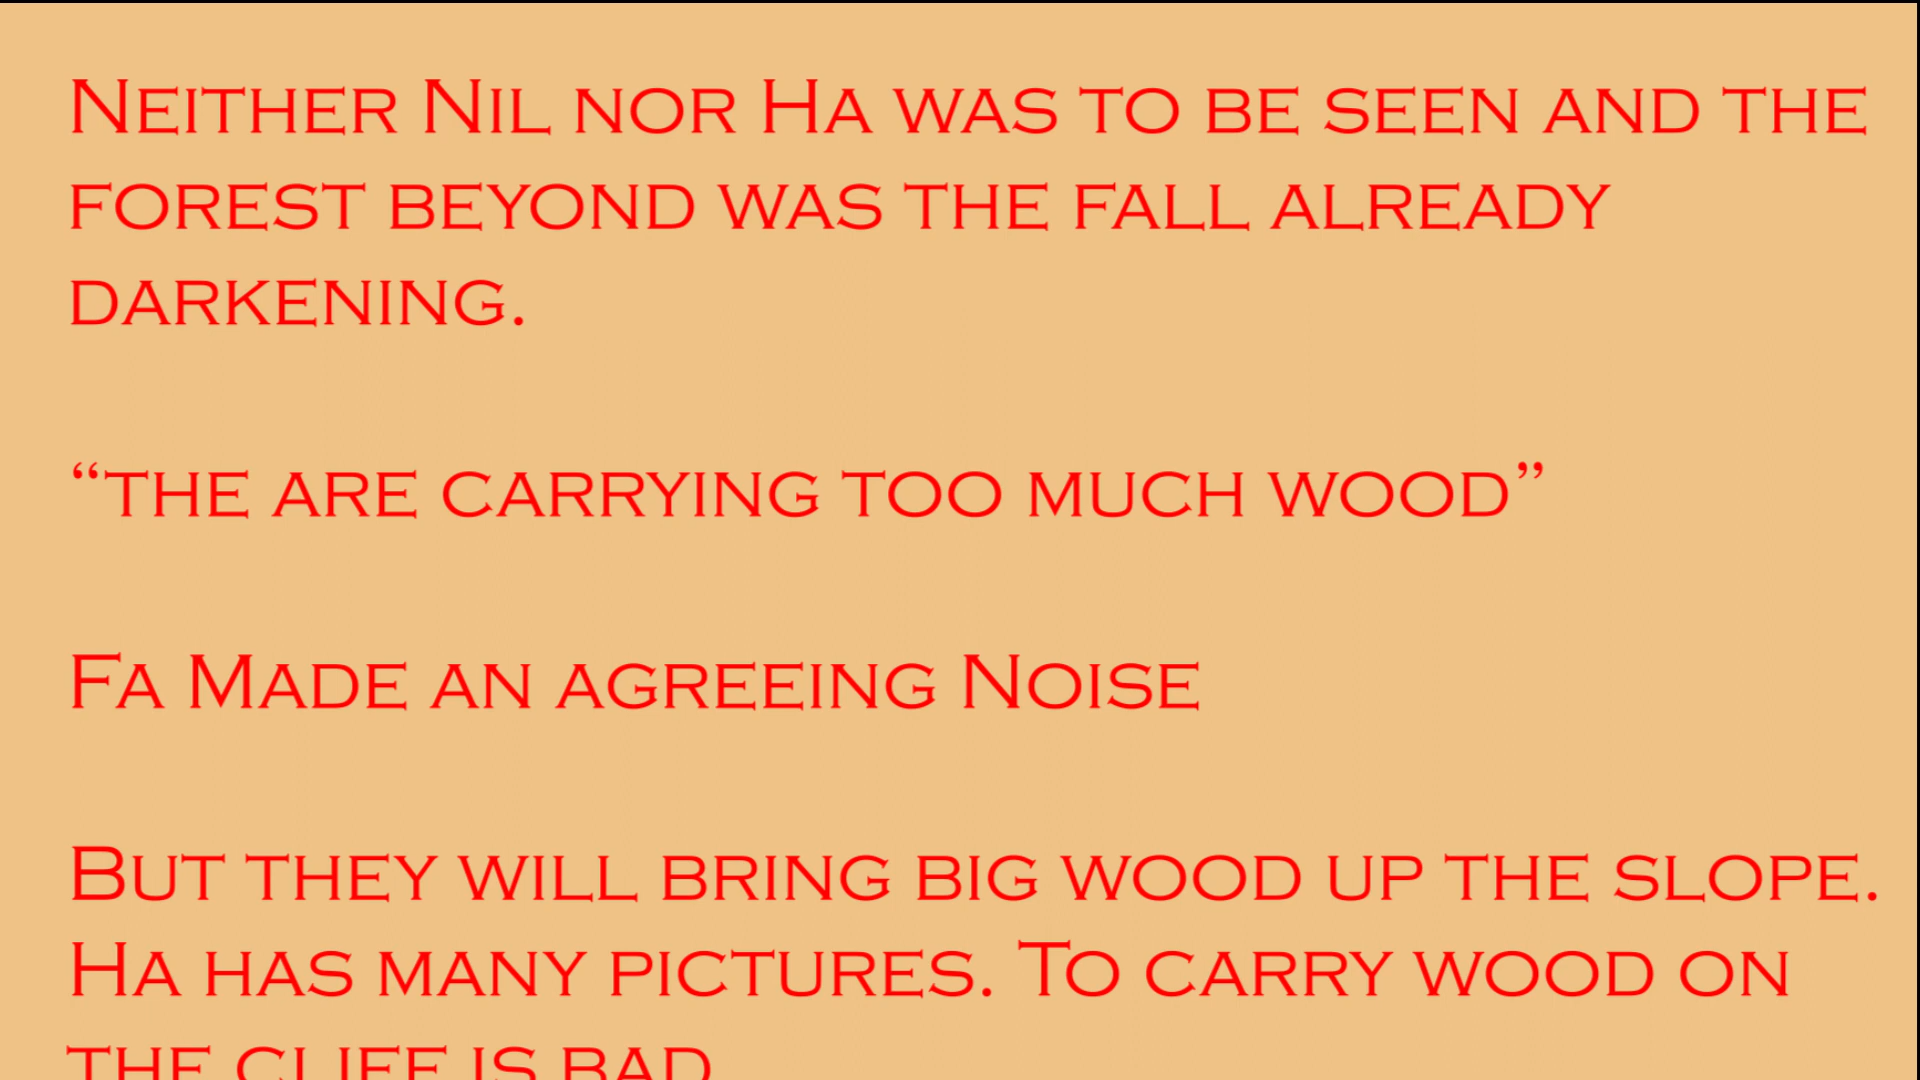 Neither Nil nor Ha was to be seen and the
forest beyond was the fall already
darkening.
“the are carrying too much wood”
Fa Made an agreeing Noise
But they will bring big wood up the slope.
Ha has many pictures. To carry wood on
the cliff is bad